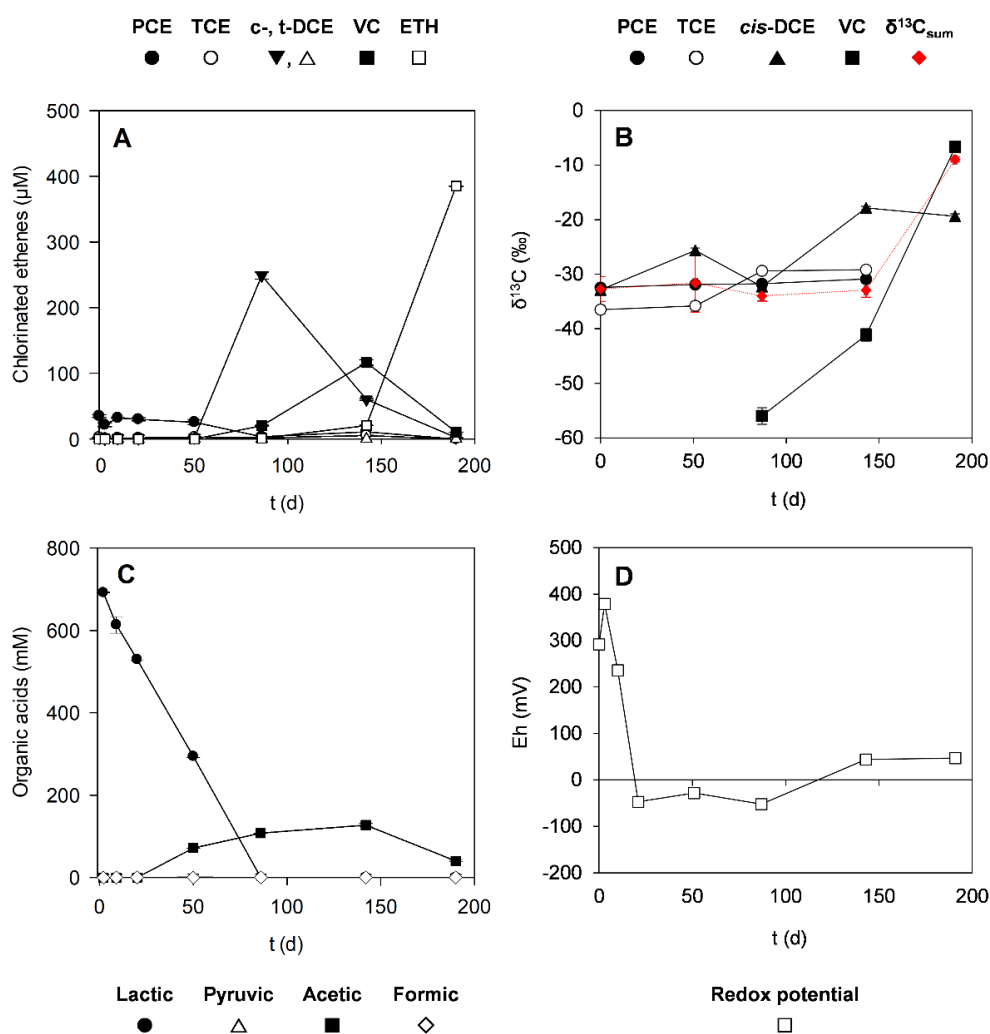 PCE TCE c-, t-DCE VC ETH
,
PCE TCE cis-DCE VC δ¹³Csum
A
Chlorinated ethenes (µM)
500
400
300
200
100
0
0 50 100 150 200
t (d)
B
δ¹³C (‰)
0
-10
-20
-30
-40
-50
-60
0 50 100 150 200
t (d)
C
Organic acids (mM)
800
600
400
200
0
0 50 100 150 200
t (d)
D
Eh (mV)
500
400
300
200
100
0
-100
-200
0 50 100 150 200
t (d)
Lactic Pyruvic Acetic Formic
Redox potential